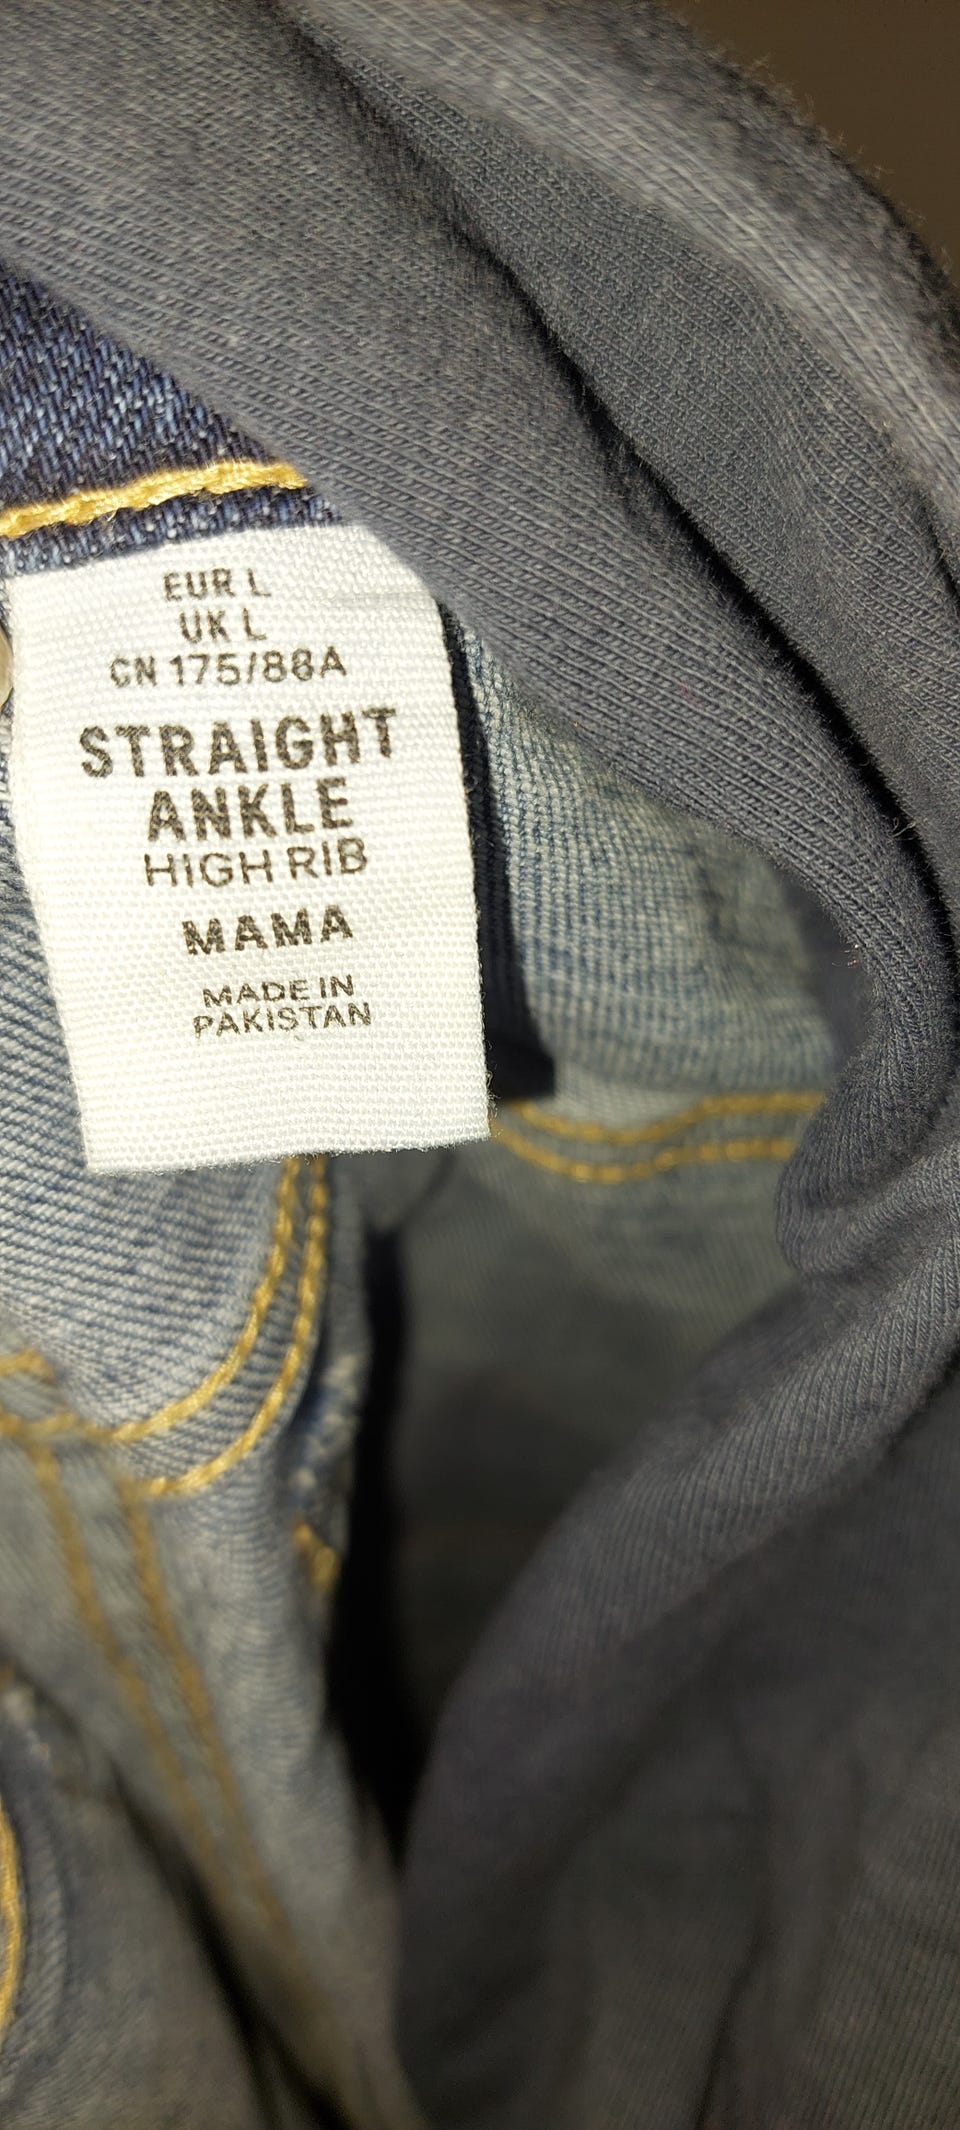 EUR L
UK L
CN 175/88A
STRAIGHT
ANKLE
HIGH RIB
MAMA
MADE IN
PAKISTAN